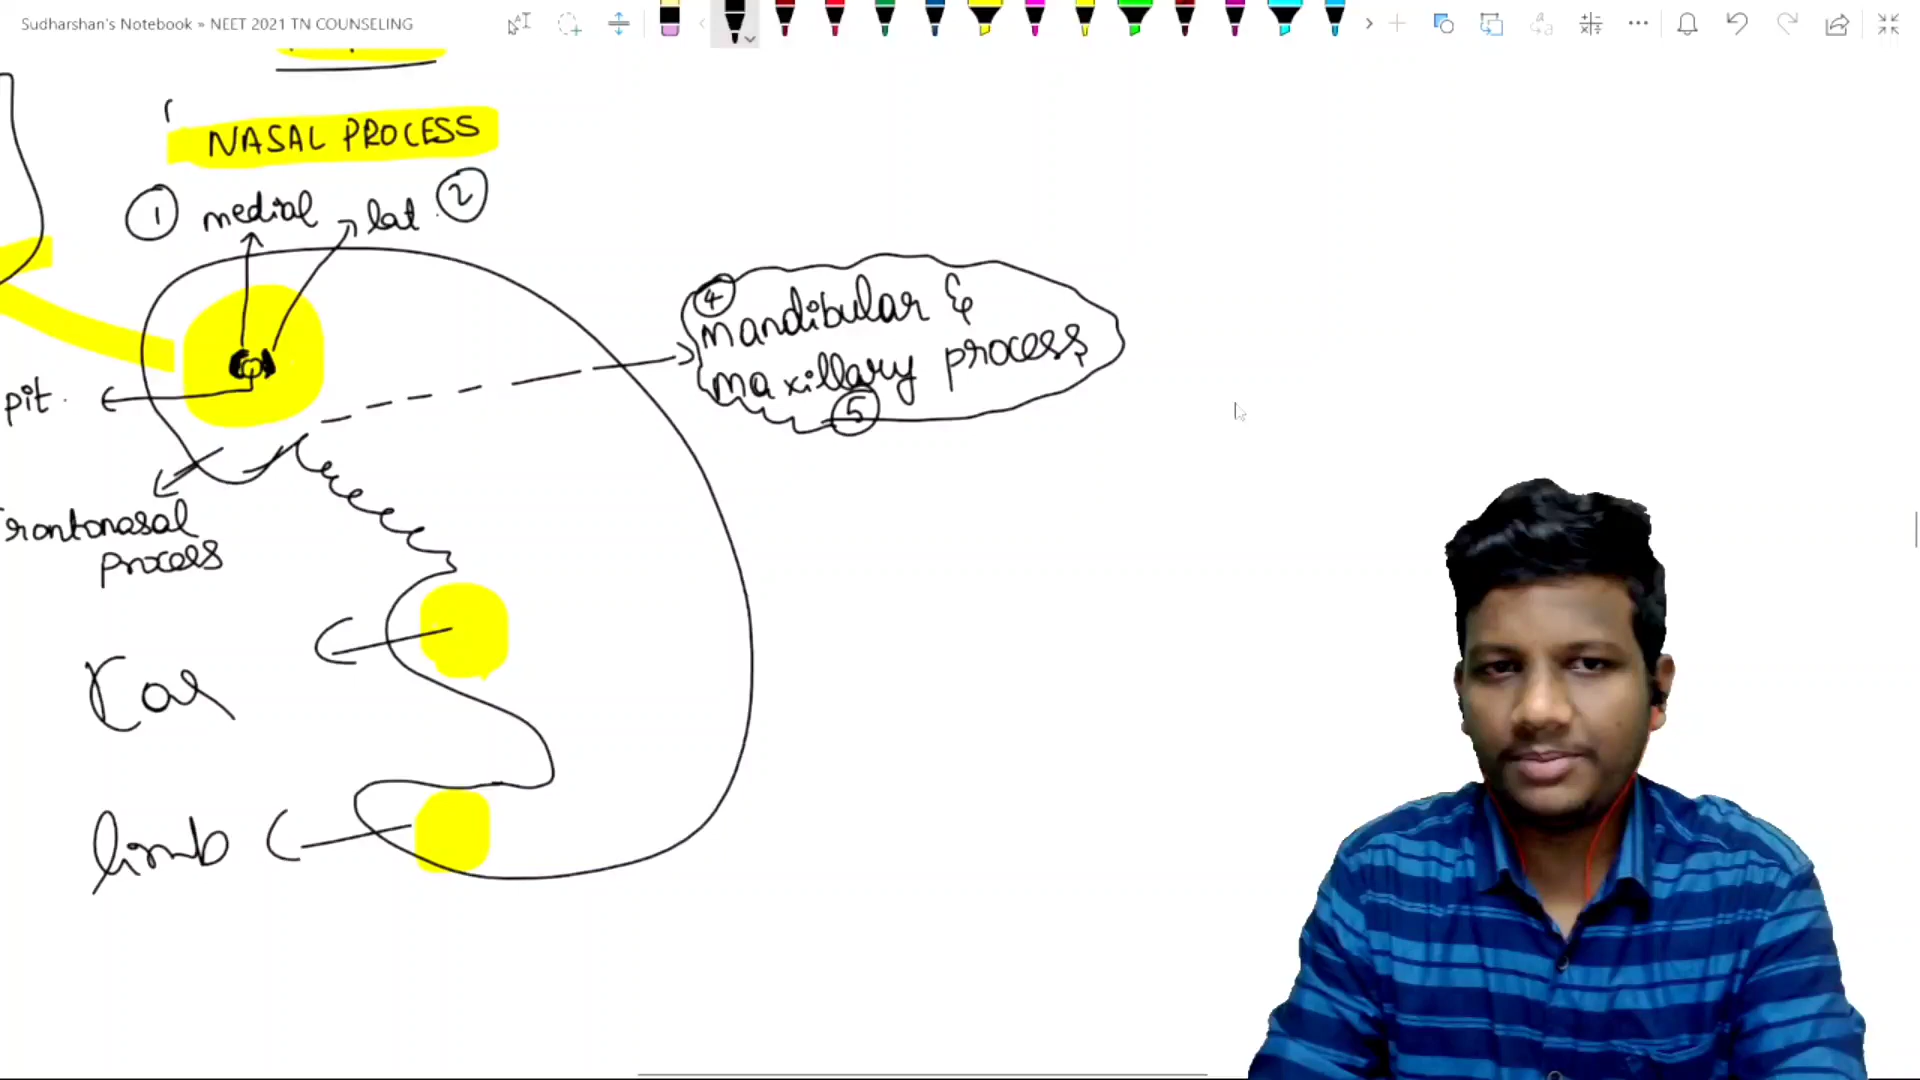 Sudharshan's Notebook » NEET 2021 TN COUNSELING
NASAL PROCESS
1 medial lat. 2
4
mandibular &
maxillary process
5
pit.
rontonasal
process
limb